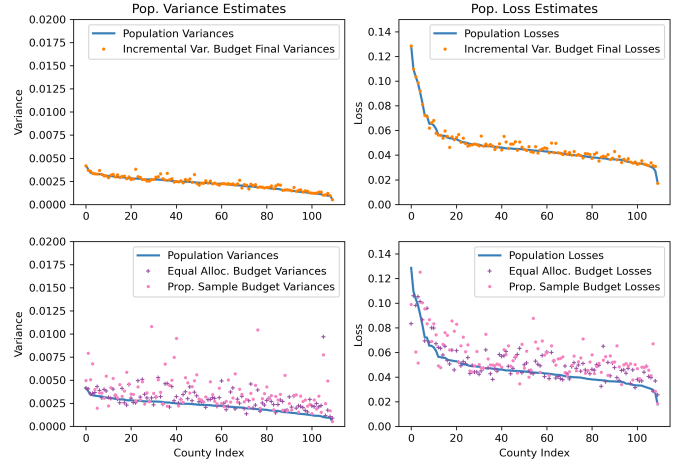 Pop. Variance Estimates
0.0200
0.0175
0.0150
0.0125
0.0100
0.0075
0.0050
0.0025
0.0000
Variance
Population Variances
Incremental Var. Budget Final Variances
0 20 40 60 80 100
Pop. Loss Estimates
0.14
0.12
0.10
0.08
0.06
0.04
0.02
0.00
Loss
Population Losses
Incremental Var. Budget Final Losses
0 20 40 60 80 100
0.0200
0.0175
0.0150
0.0125
0.0100
0.0075
0.0050
0.0025
0.0000
Variance
Population Variances
Equal Alloc. Budget Variances
Prop. Sample Budget Variances
0 20 40 60 80 100
County Index
0.14
0.12
0.10
0.08
0.06
0.04
0.02
0.00
Loss
Population Losses
Equal Alloc. Budget Losses
Prop. Sample Budget Losses
0 20 40 60 80 100
County Index